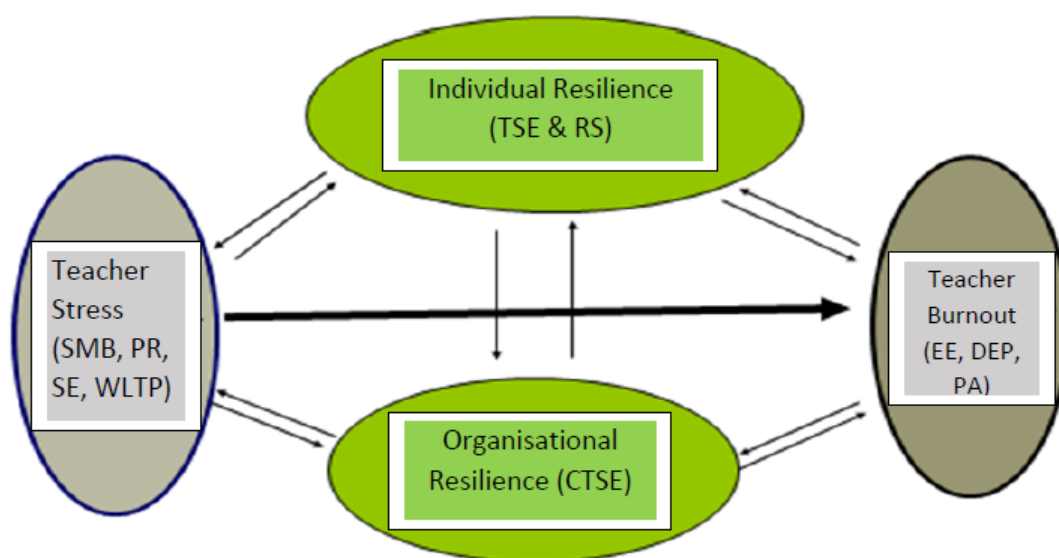 Individual Resilience
(TSE & RS)
Teacher
Stress
(SMB, PR,
SE, WLTP)
Teacher
Burnout
(EE, DEP,
PA)
Organisational
Resilience (CTSE)